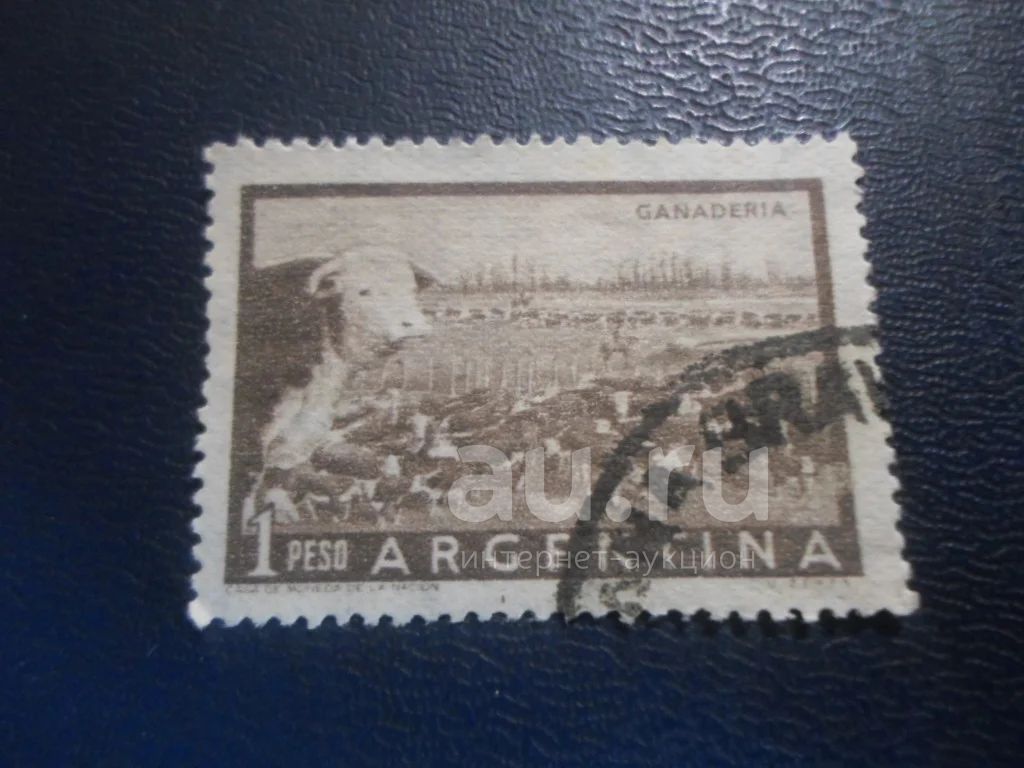 GANADERIA
au.ru
интернет-аукцион
1 PESO ARGENTINA
CASA DE MONEDA DE LA NACION